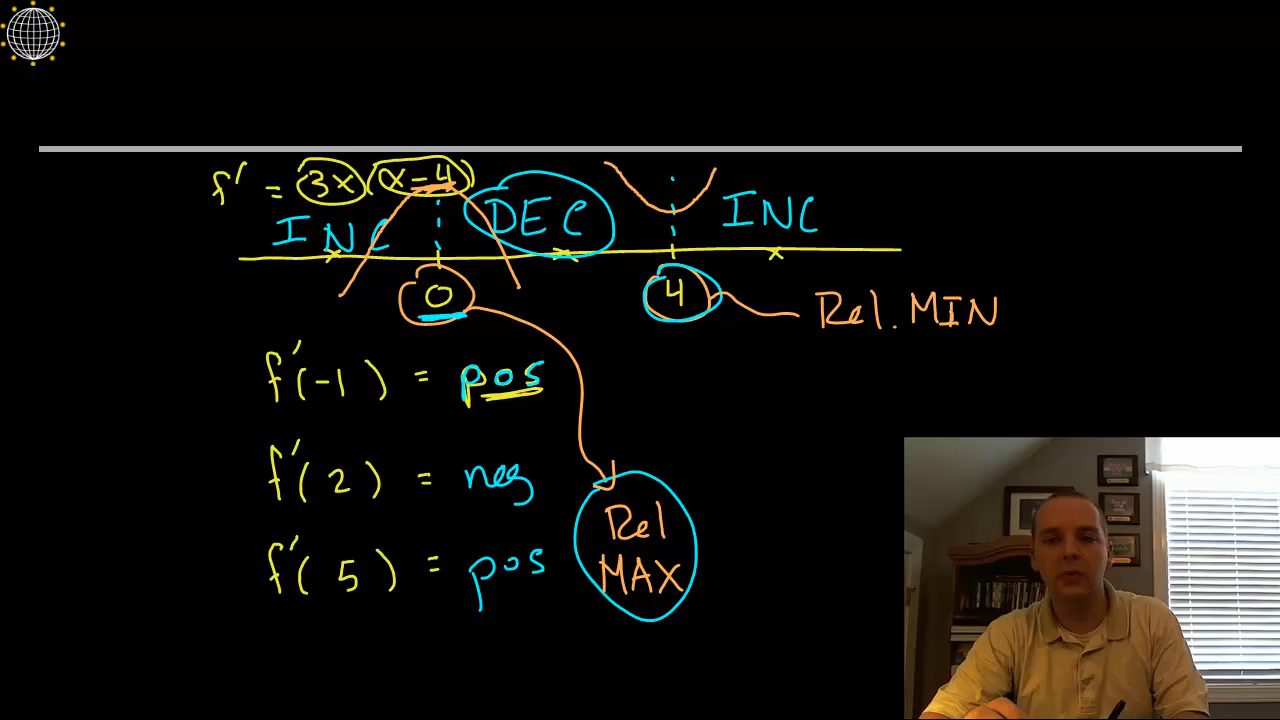 f' = 3x (x-4)
INC DEC INC
0 4 Rel. MIN
f'(-1) = pos
f'(2) = neg
f'(5) = pos
Rel
MAX